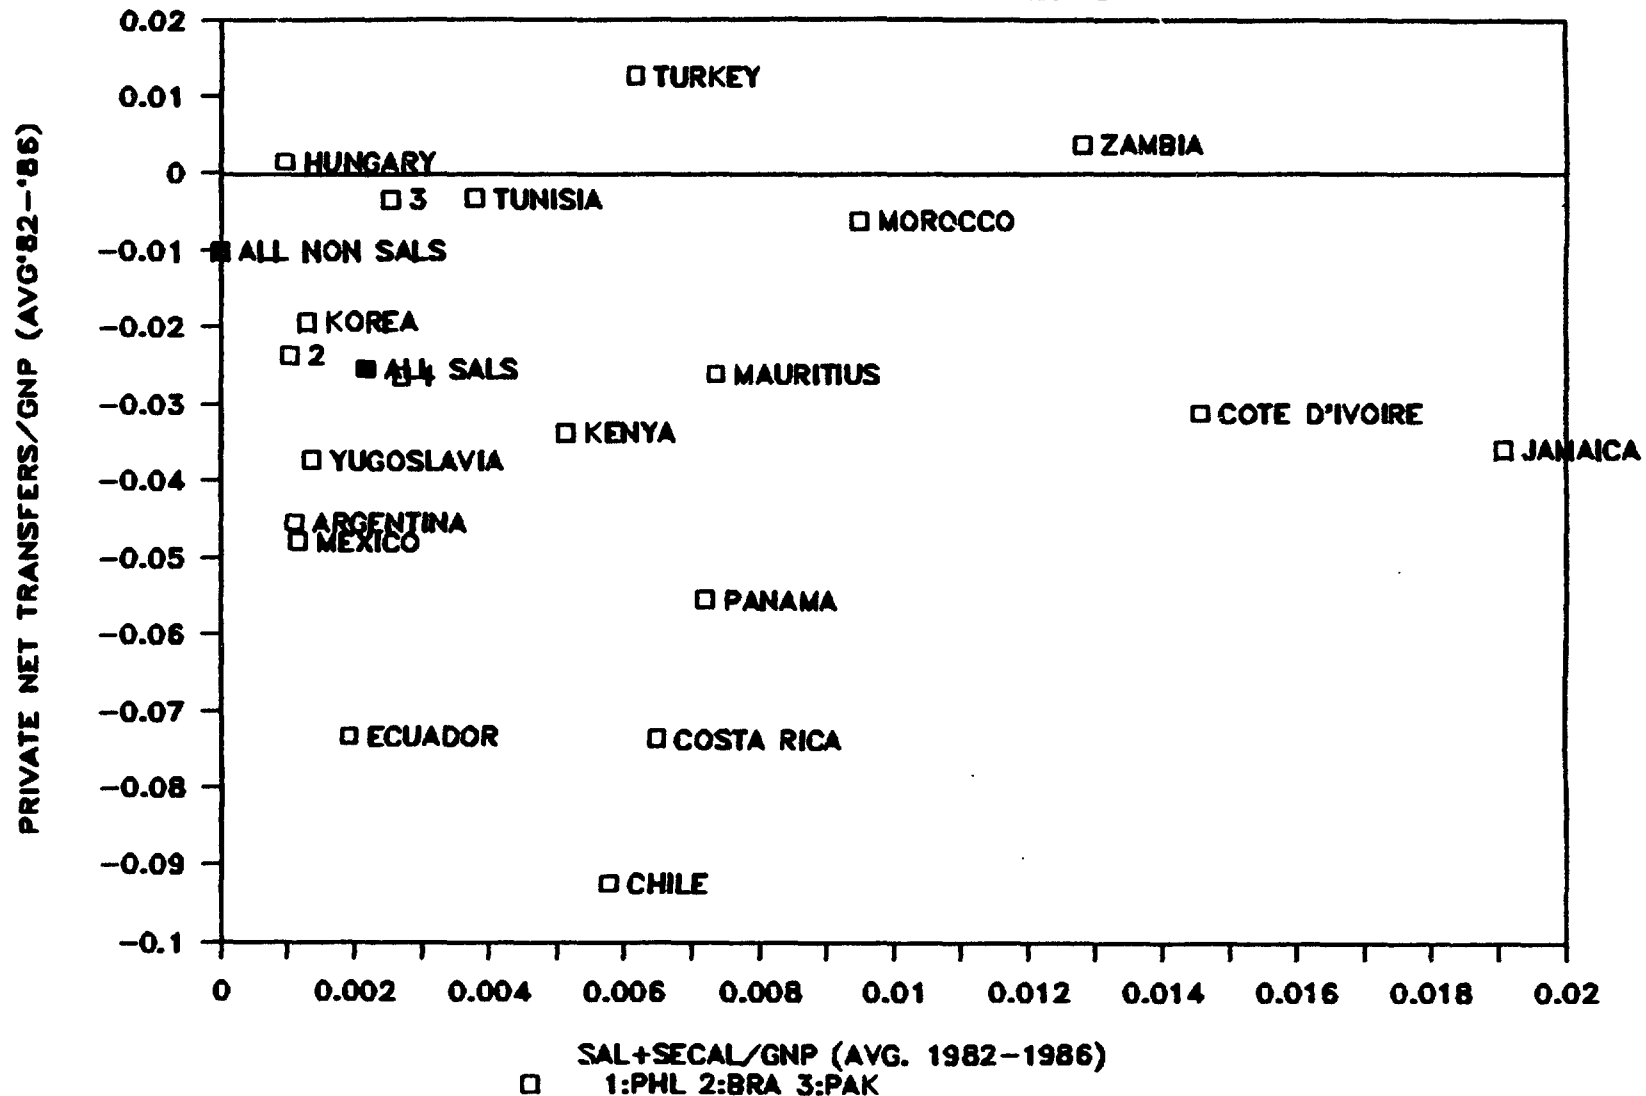 0.02
TURKEY
0.01
ZAMBIA
HUNGARY
0
3
TUNISIA
MOROCCO
-0.01
ALL NON SALS
-0.02
KOREA
2
ALL SALS
MAURITIUS
-0.03
COTE D'IVOIRE
KENYA
JAMAICA
YUGOSLAVIA
-0.04
ARGENTINA
MEXICO
-0.05
PANAMA
-0.06
-0.07
ECUADOR
COSTA RICA
-0.08
-0.09
CHILE
-0.1
PRIVATE NET TRANSFERS/GNP (AVG'82-'86)
0 0.002 0.004 0.006 0.008 0.01 0.012 0.014 0.016 0.018 0.02
SAL+SECAL/GNP (AVG. 1982-1986)
1:PHL 2:BRA 3:PAK